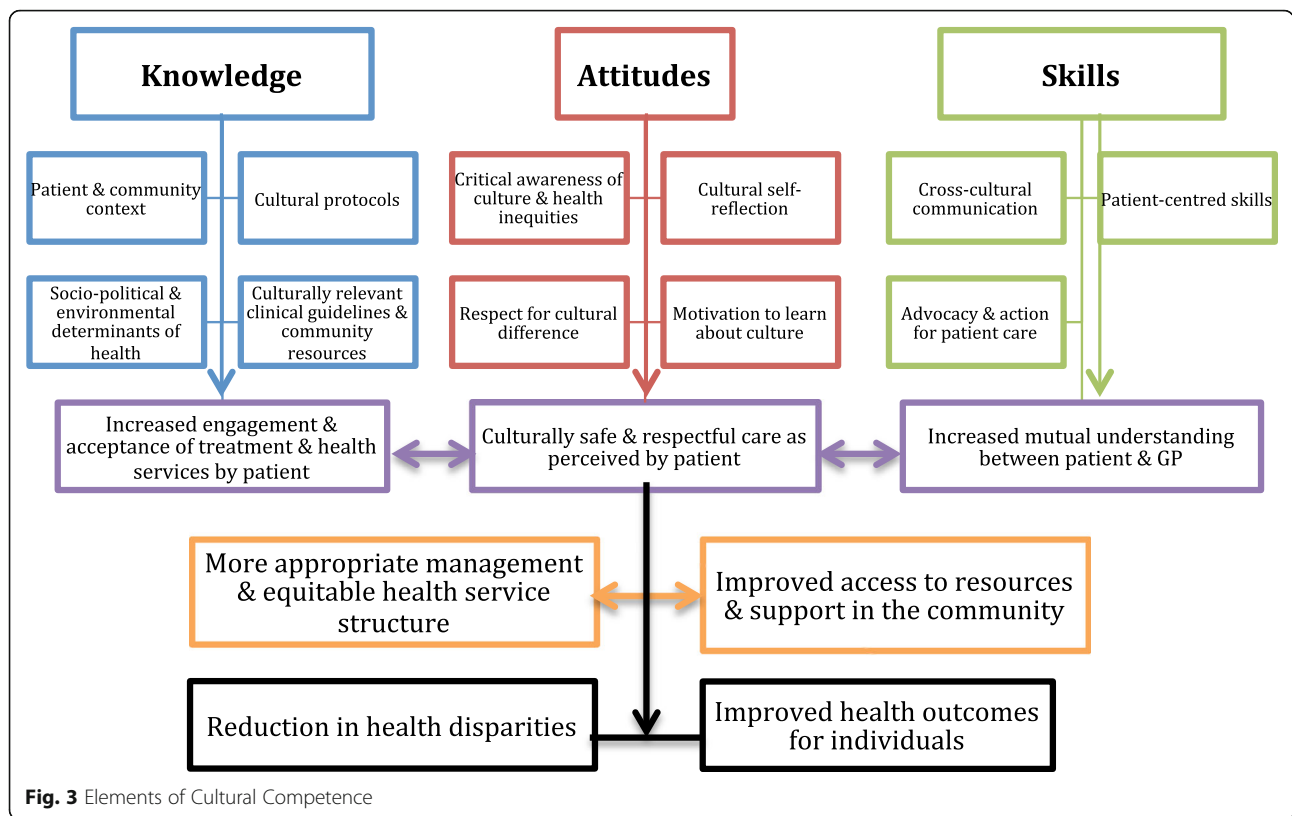 Knowledge
Attitudes
Skills
Patient & community
context
Cultural protocols
Critical awareness of
culture & health
inequities
Cultural self-
reflection
Cross-cultural
communication
Patient-centred skills
Socio-political &
environmental
determinants of
health
Culturally relevant
clinical guidelines &
community
resources
Respect for cultural
difference
Motivation to learn
about culture
Advocacy & action
for patient care
Increased engagement &
acceptance of treatment & health
services by patient
Culturally safe & respectful care as
perceived by patient
Increased mutual understanding
between patient & GP
More appropriate management
& equitable health service
structure
Improved access to resources
& support in the community
Reduction in health disparities
Improved health outcomes
for individuals
Fig. 3 Elements of Cultural Competence